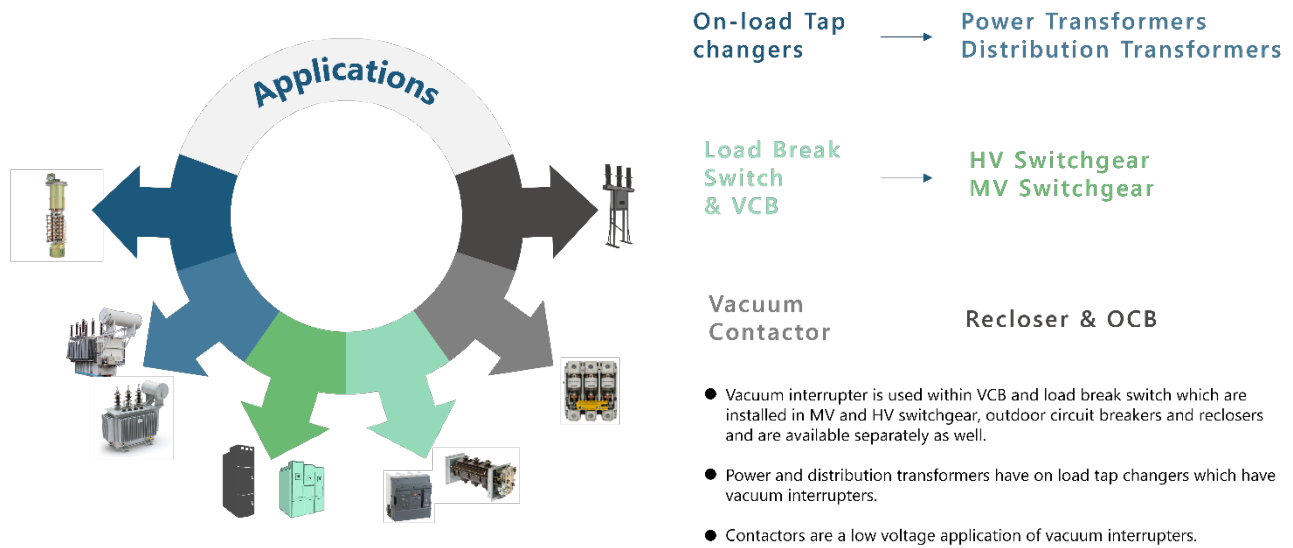 Applications
On-load Tap
changers
Power Transformers
Distribution Transformers
Load Break
Switch
& VCB
HV Switchgear
MV Switchgear
Vacuum
Contactor
Recloser & OCB
● Vacuum interrupter is used within VCB and load break switch which are
installed in MV and HV switchgear, outdoor circuit breakers and reclosers
and are available separately as well.
● Power and distribution transformers have on load tap changers which have
vacuum interrupters.
● Contactors are a low voltage application of vacuum interrupters.